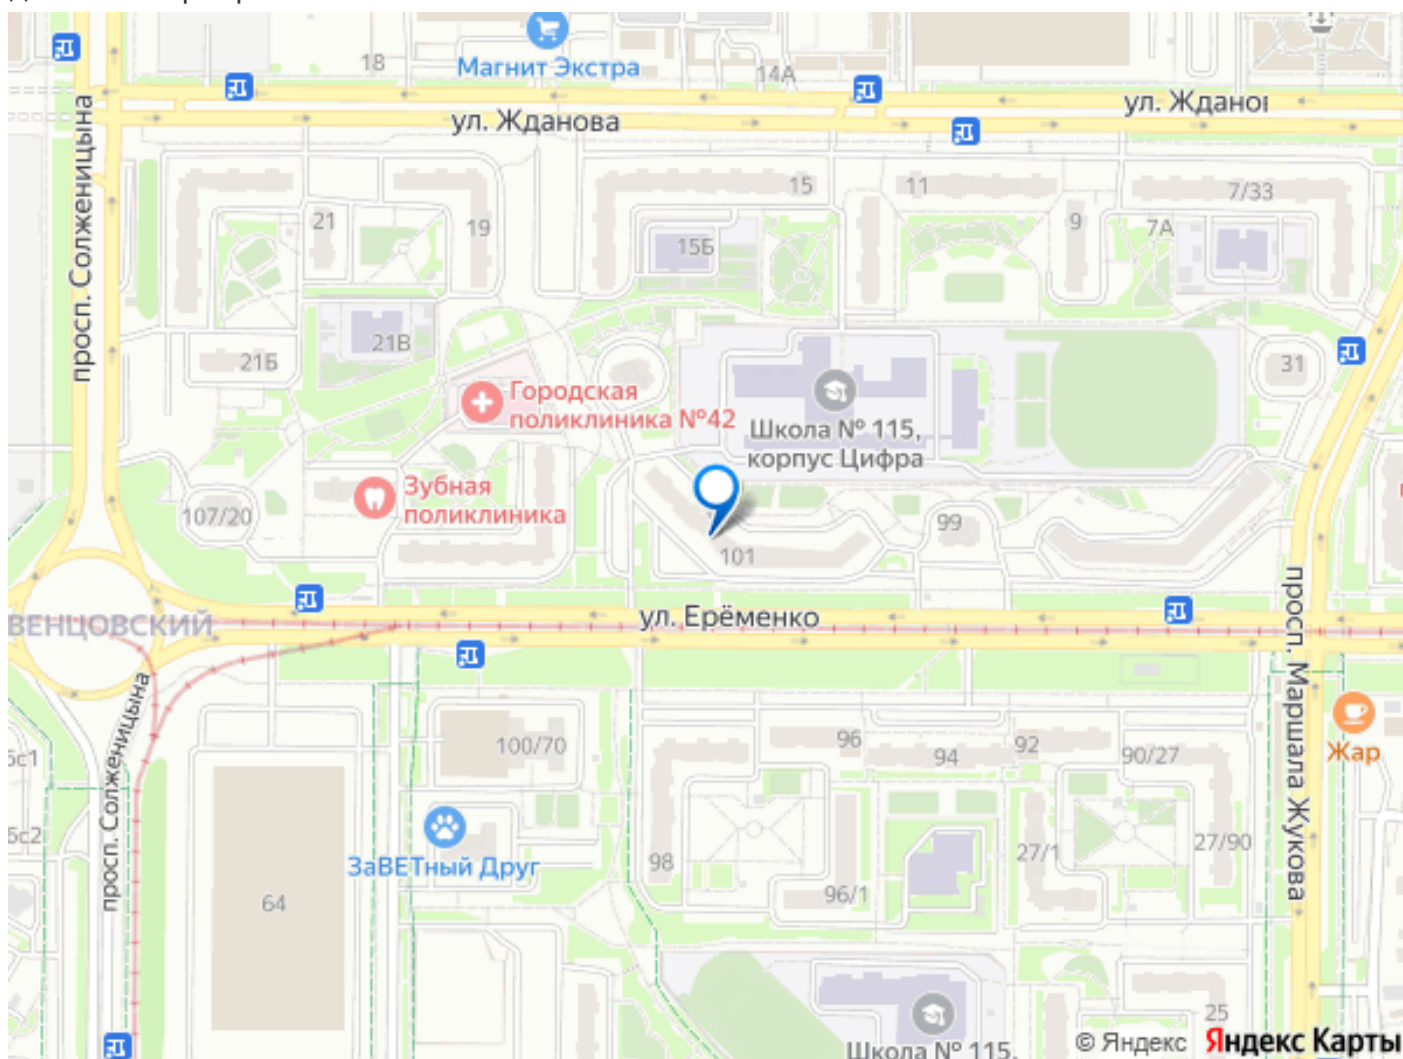 18
Магнит Экстра
14А
ул. Жданова
ул. Ждано
просп. Солженицына
15
11
7/33
21
19
15Б
9
7А
21В
21Б
31
Городская
поликлиника №42
Школа № 115,
корпус Цифра
Зубная
поликлиника
107/20
99
101
ул. Ерёменко
ВЕНЦОВСКИЙ
просп. Маршала Жукова
просп. Солженицына
100/70
96
94
92
90/27
Жар
5с1
5с2
ЗаВЕТный Друг
98
96/1
27/1
27/90
64
25
Школа № 115,
© Яндекс Яндекс Карты